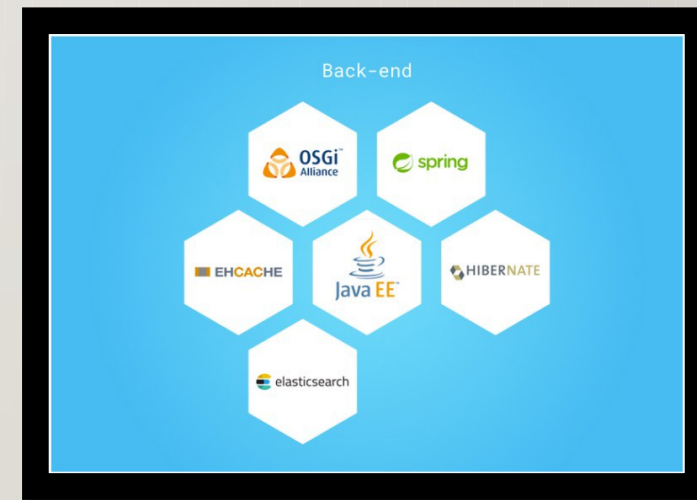 Back-end
OSGi™
Alliance
spring
EHCACHE
Java EE™
HIBERNATE
elasticsearch